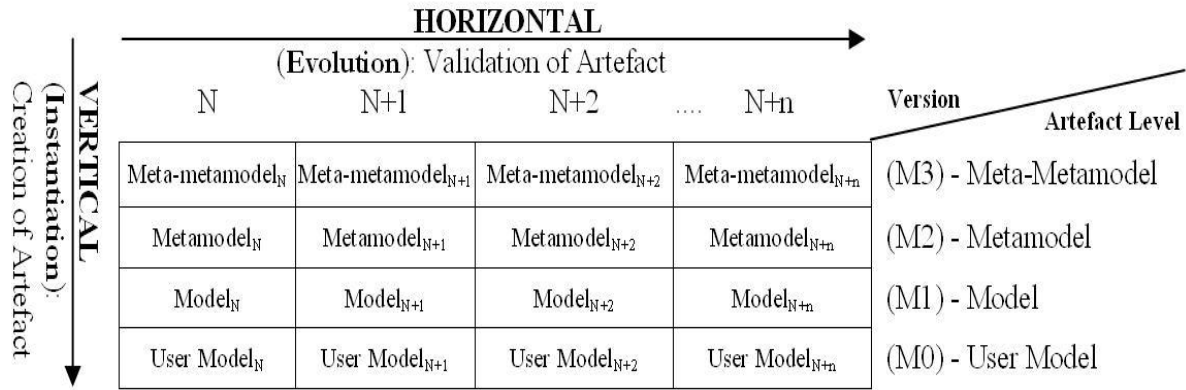 HORIZONTAL
(Evolution): Validation of Artefact
VERTICAL
(Instantiation):
Creation of Artefact
N N+1 N+2 .... N+n Version
Artefact Level
Meta-metamodelN Meta-metamodelN+1 Meta-metamodelN+2 Meta-metamodelN+n (M3) - Meta-Metamodel
MetamodelN MetamodelN+1 MetamodelN+2 MetamodelN+n (M2) - Metamodel
ModelN ModelN+1 ModelN+2 ModelN+n (M1) - Model
User ModelN User ModelN+1 User ModelN+2 User ModelN+n (M0) - User Model